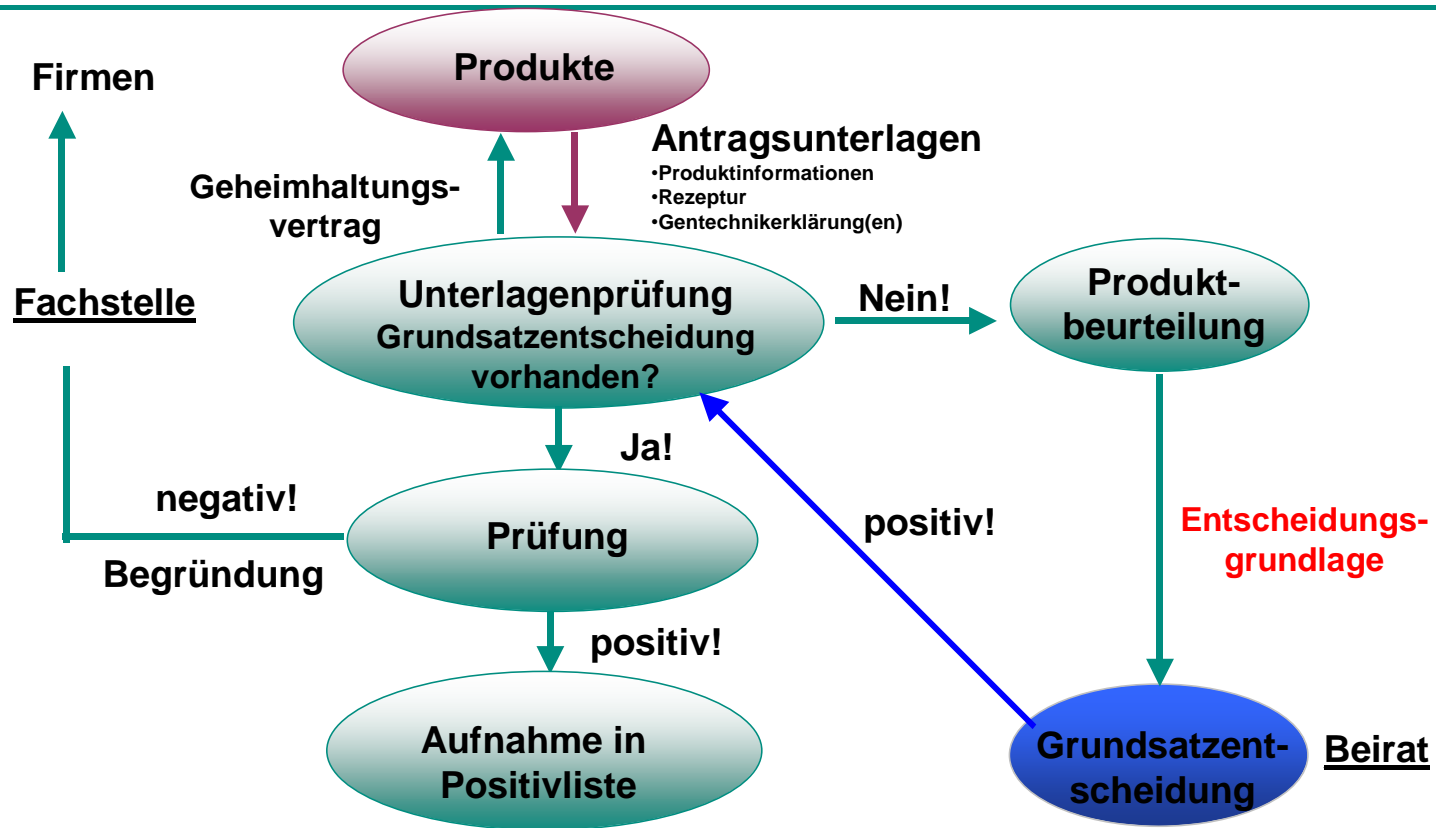 Produkte
Firmen
Antragsunterlagen
•Produktinformationen
•Rezeptur
•Gentechnikerklärung(en)
Geheimhaltungs-
vertrag
Fachstelle
Unterlagenprüfung
Grundsatzentscheidung
vorhanden?
Nein!
Produkt-
beurteilung
Ja!
negativ!
Begründung
Prüfung
positiv!
Entscheidungs-
grundlage
positiv!
Aufnahme in
Positivliste
Grundsatzent-
scheidung
Beirat